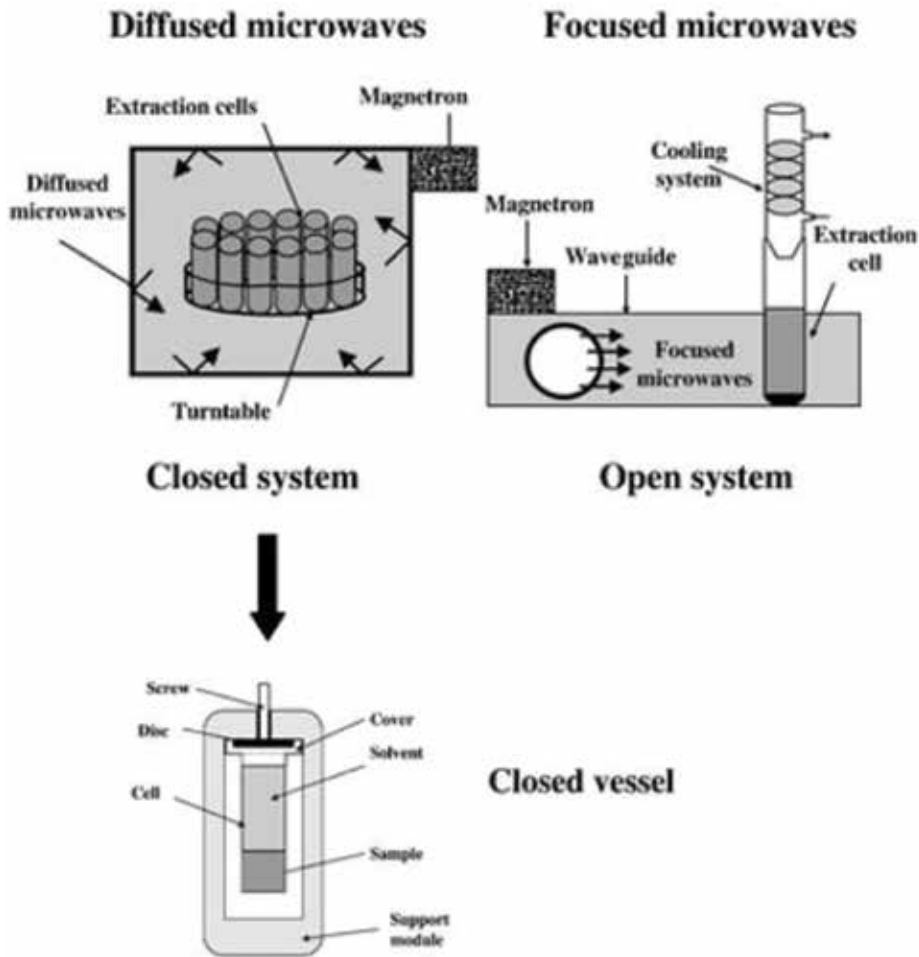 Diffused microwaves
Focused microwaves
Extraction cells
Magnetron
Diffused
microwaves
Turntable
Cooling
system
Magnetron
Waveguide
Extraction
cell
Focused
microwaves
Closed system
Open system
Screw
Disc
Cover
Solvent
Cell
Sample
Support
module
Closed vessel